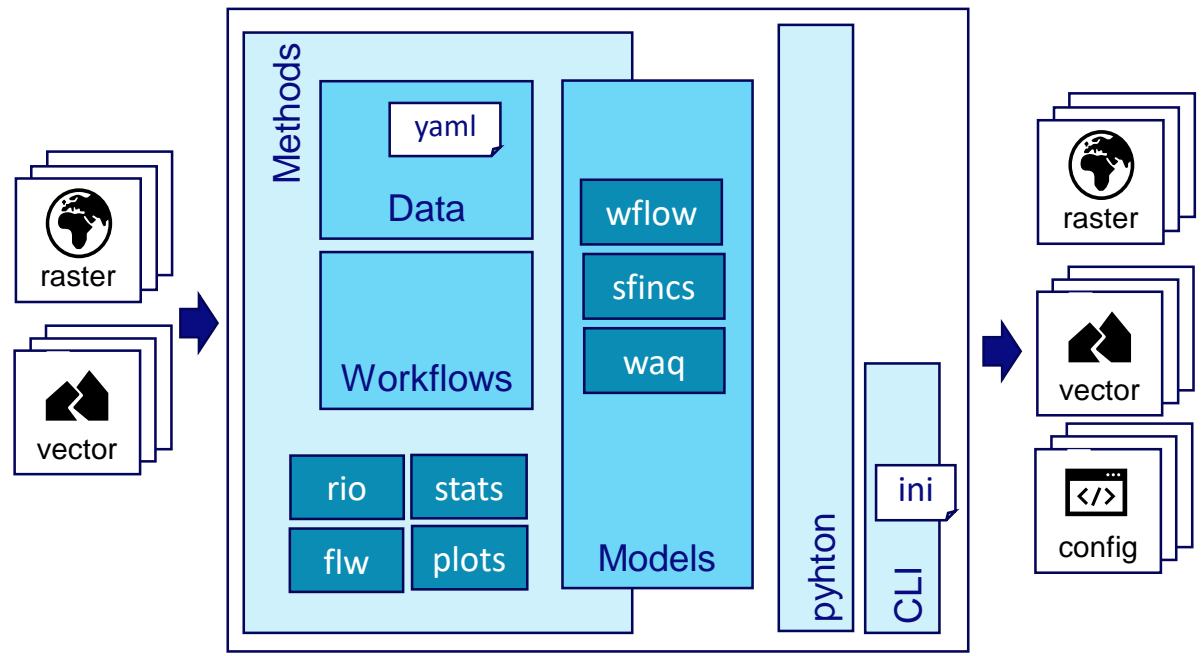 raster
vector
Methods
yaml
Data
Workflows
rio
stats
flw
plots
wflow
sfincs
waq
Models
pyhton
ini
CLI
raster
vector
</>
config